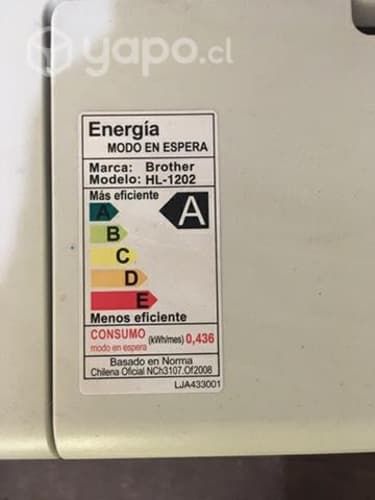 yapo.cl
Energía
MODO EN ESPERA
Marca: Brother
Modelo: HL-1202
Más eficiente
A A
B
C
D
E
Menos eficiente
CONSUMO (kWh/mes) 0,436
modo en espera
Basado en Norma
Chilena Oficial NCh3107.Of2008
LJA433001